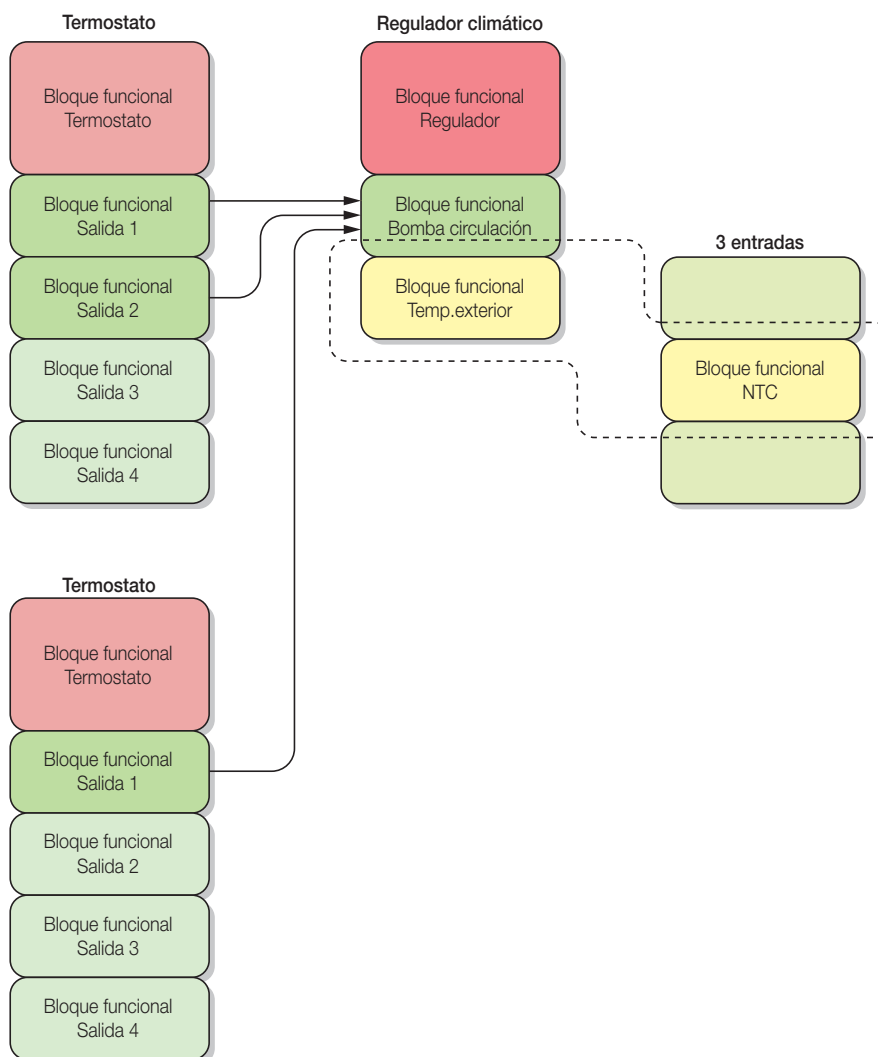 Termostato
Bloque funcional
Termostato
Bloque funcional
Salida 1
Bloque funcional
Salida 2
Bloque funcional
Salida 3
Bloque funcional
Salida 4
Regulador climático
Bloque funcional
Regulador
Bloque funcional
Bomba circulación
Bloque funcional
Temp.exterior
3 entradas
Bloque funcional
NTC
Termostato
Bloque funcional
Termostato
Bloque funcional
Salida 1
Bloque funcional
Salida 2
Bloque funcional
Salida 3
Bloque funcional
Salida 4